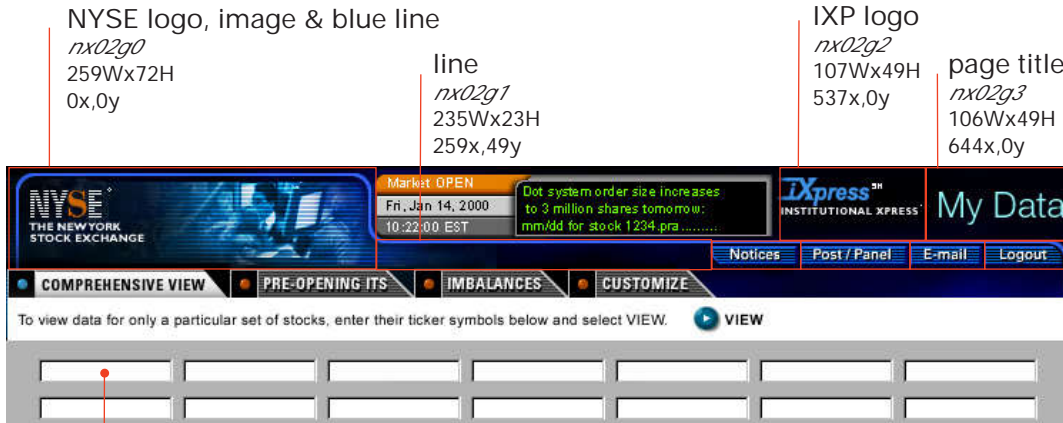 NYSE logo, image & blue line
nx02g0
259Wx72H
0x,0y
line
nx02g1
235Wx23H
259x,49y
IXP logo
nx02g2
107Wx49H
537x,0y
page title
nx02g3
106Wx49H
644x,0y
NYSE
THE NEW YORK
STOCK EXCHANGE
Market OPEN
Fri, Jan 14, 2000
10:22:00 EST
Dot system order size increases
to 3 million shares tomorrow:
mm/dd for stock 1234.pra.........
iXpress SM
INSTITUTIONAL XPRESS
My Data
Notices Post / Panel E-mail Logout
COMPREHENSIVE VIEW PRE-OPENING ITS IMBALANCES CUSTOMIZE
To view data for only a particular set of stocks, enter their ticker symbols below and select VIEW. VIEW